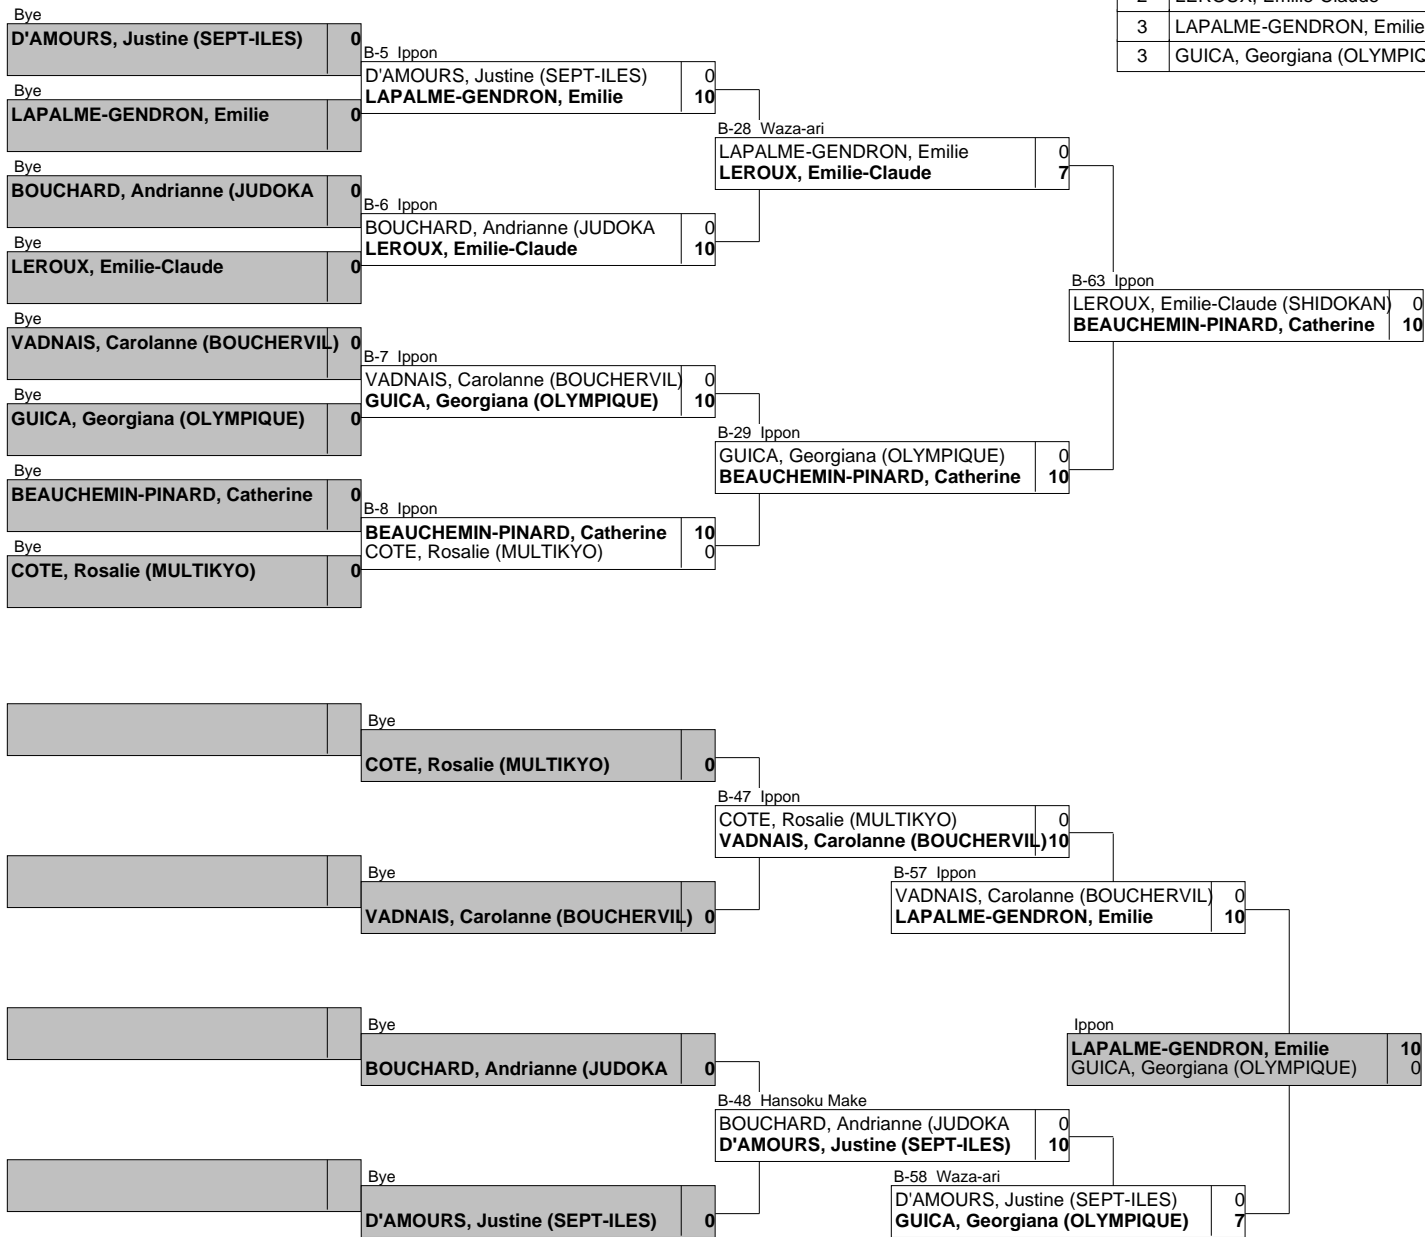 2 LEROUX, Emilie-Claude
3 LAPALME-GENDRON, Emilie
3 GUICA, Georgiana (OLYMPIQ
Bye
D'AMOURS, Justine (SEPT-ILES) 0
Bye
LAPALME-GENDRON, Emilie 0
Bye
BOUCHARD, Andrianne (JUDOKA 0
Bye
LEROUX, Emilie-Claude 0
Bye
VADNAIS, Carolanne (BOUCHERVIL) 0
Bye
GUICA, Georgiana (OLYMPIQUE) 0
Bye
BEAUCHEMIN-PINARD, Catherine 0
Bye
COTE, Rosalie (MULTIKYO) 0
B-5 Ippon
D'AMOURS, Justine (SEPT-ILES) 0
LAPALME-GENDRON, Emilie 10
B-6 Ippon
BOUCHARD, Andrianne (JUDOKA 0
LEROUX, Emilie-Claude 10
B-7 Ippon
VADNAIS, Carolanne (BOUCHERVIL) 0
GUICA, Georgiana (OLYMPIQUE) 10
B-8 Ippon
BEAUCHEMIN-PINARD, Catherine 10
COTE, Rosalie (MULTIKYO) 0
B-28 Waza-ari
LAPALME-GENDRON, Emilie 0
LEROUX, Emilie-Claude 7
B-29 Ippon
GUICA, Georgiana (OLYMPIQUE) 0
BEAUCHEMIN-PINARD, Catherine 10
B-63 Ippon
LEROUX, Emilie-Claude (SHIDOKAN) 0
BEAUCHEMIN-PINARD, Catherine 10
Bye
COTE, Rosalie (MULTIKYO) 0
Bye
VADNAIS, Carolanne (BOUCHERVIL) 0
Bye
BOUCHARD, Andrianne (JUDOKA 0
Bye
D'AMOURS, Justine (SEPT-ILES) 0
B-47 Ippon
COTE, Rosalie (MULTIKYO) 0
VADNAIS, Carolanne (BOUCHERVIL) 10
B-48 Hansoku Make
BOUCHARD, Andrianne (JUDOKA 0
D'AMOURS, Justine (SEPT-ILES) 10
B-57 Ippon
VADNAIS, Carolanne (BOUCHERVIL) 0
LAPALME-GENDRON, Emilie 10
B-58 Waza-ari
D'AMOURS, Justine (SEPT-ILES) 0
GUICA, Georgiana (OLYMPIQUE) 7
Ippon
LAPALME-GENDRON, Emilie 10
GUICA, Georgiana (OLYMPIQUE) 0